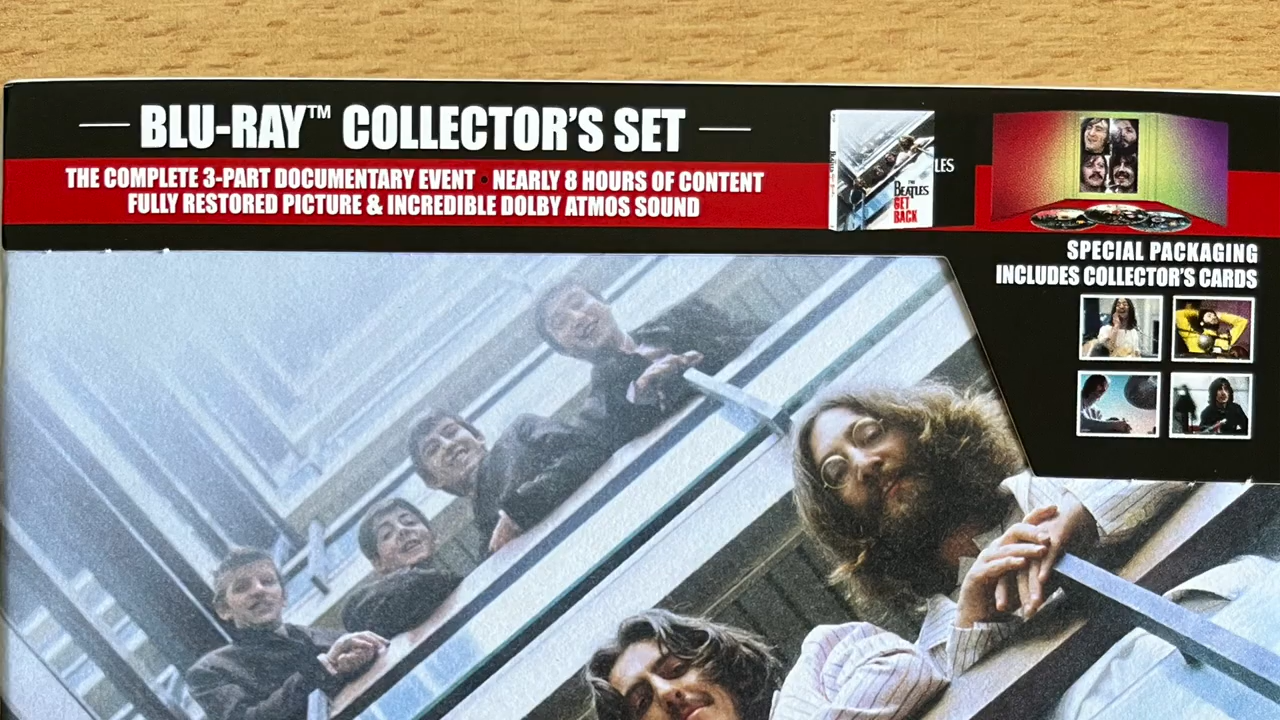 BLU-RAY™ COLLECTOR'S SET
THE COMPLETE 3-PART DOCUMENTARY EVENT • NEARLY 8 HOURS OF CONTENT
FULLY RESTORED PICTURE & INCREDIBLE DOLBY ATMOS SOUND
LES
THE
BEATLES
GET
BACK
SPECIAL PACKAGING
INCLUDES COLLECTOR'S CARDS